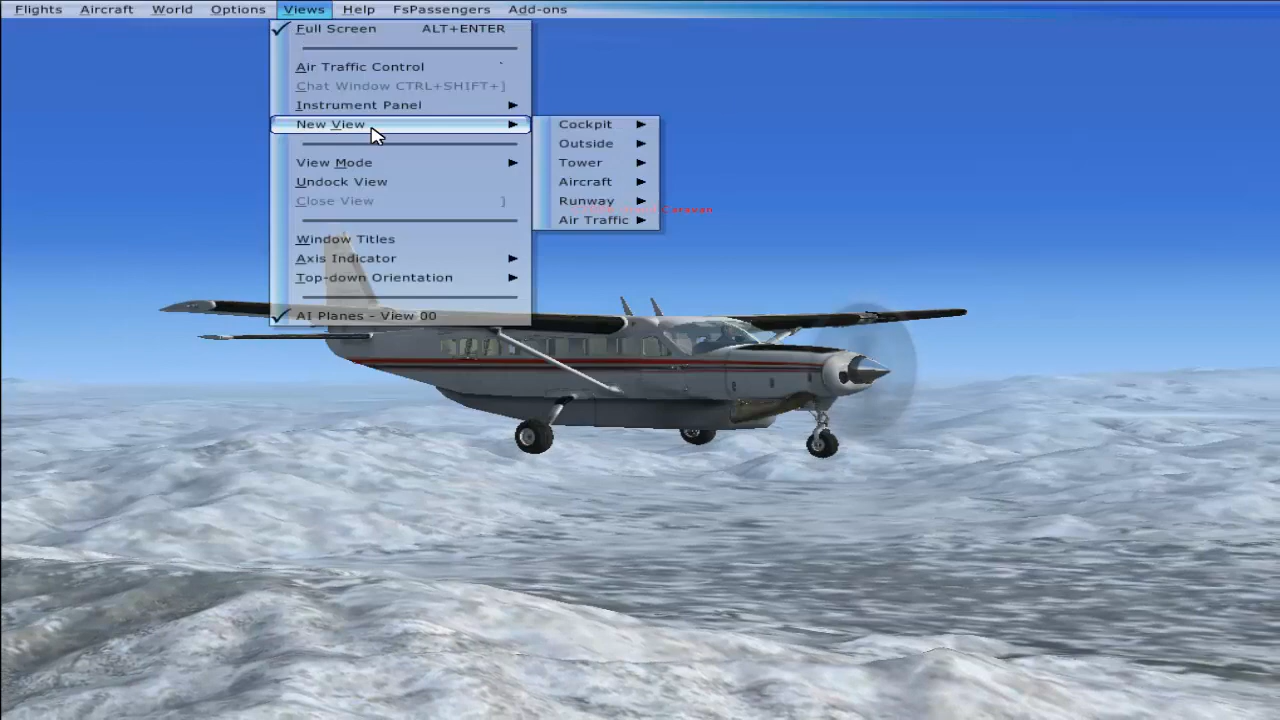 Flights Aircraft World Options Views Help FsPassengers Add-ons
Full Screen ALT+ENTER
Air Traffic Control `
Chat Window CTRL+SHIFT+]
Instrument Panel
New View
View Mode
Undock View
Close View ]
Window Titles
Axis Indicator
Top-down Orientation
AI Planes - View 00
Cockpit
Outside
Tower
Aircraft
Runway
Air Traffic
Caravan